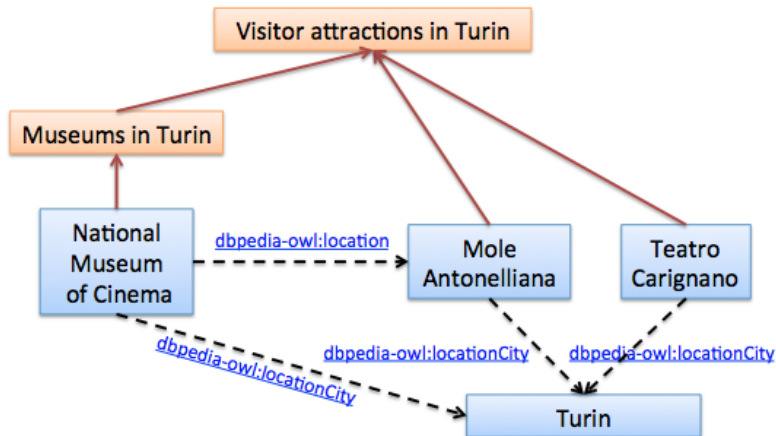 Visitor attractions in Turin
Museums in Turin
National
Museum
of Cinema
dbpedia-owl:location
Mole
Antonelliana
Teatro
Carignano
dbpedia-owl:locationCity
dbpedia-owl:locationCity
dbpedia-owl:locationCity
Turin